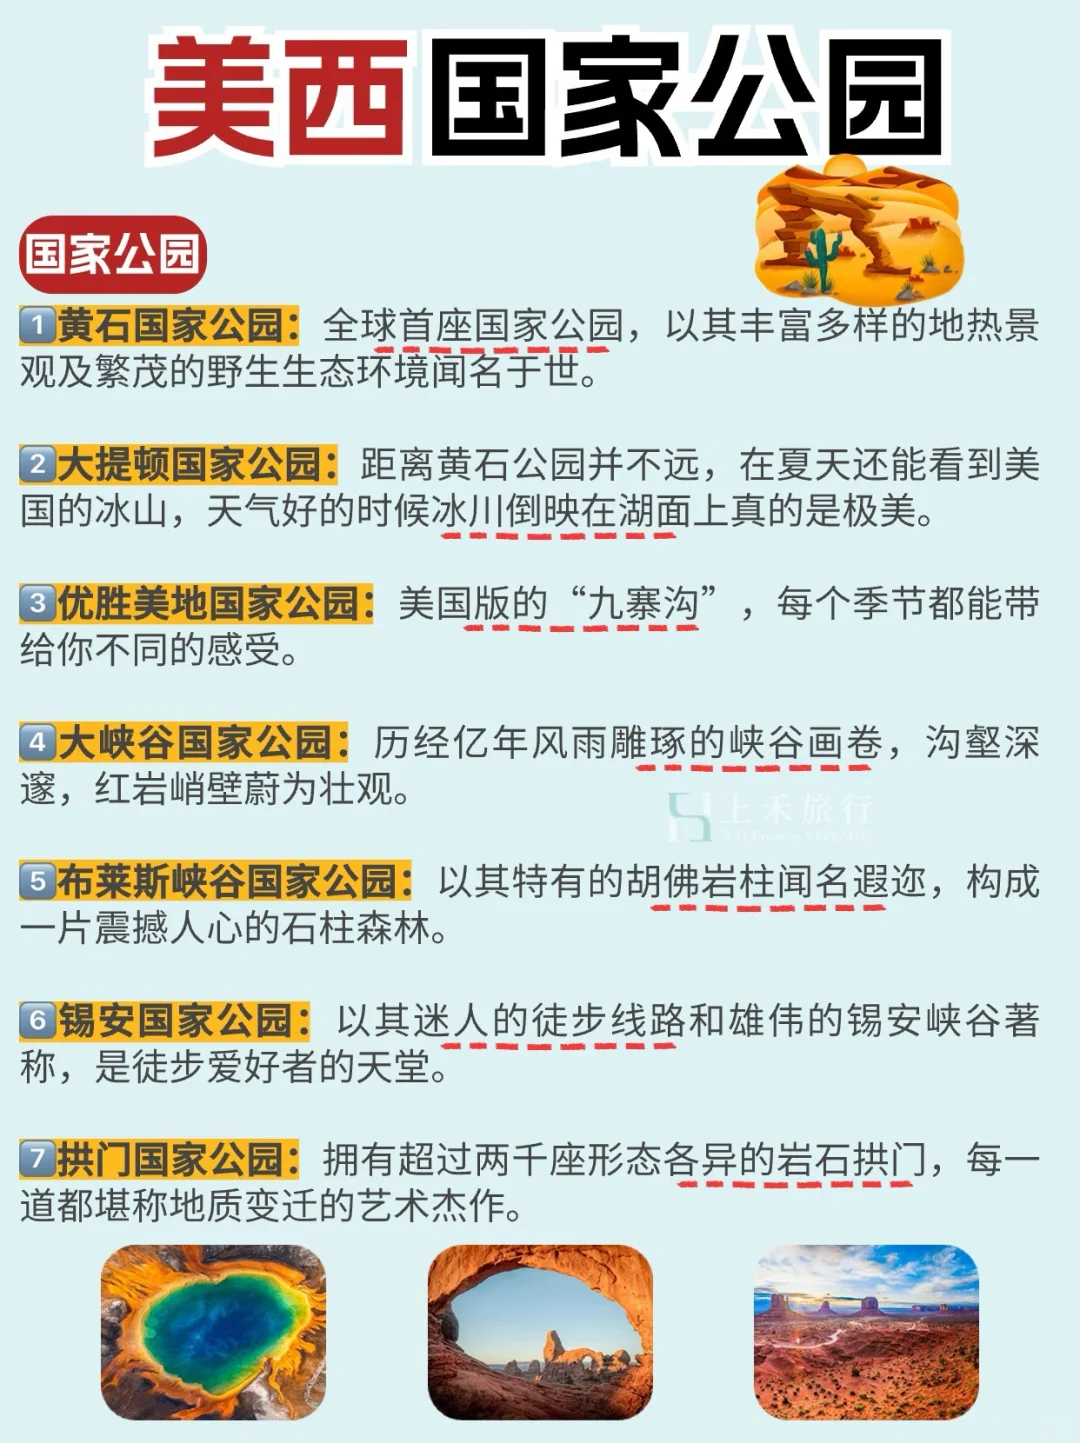 美西国家公园
国家公园
1黄石国家公园：全球首座国家公园，以其丰富多样的地热景
观及繁茂的野生生态环境闻名于世。
2大提顿国家公园：距离黄石公园并不远，在夏天还能看到美
国的冰山，天气好的时候冰川倒映在湖面上真的是极美。
3优胜美地国家公园：美国版的“九寨沟”，每个季节都能带
给你不同的感受。
4大峡谷国家公园：历经亿年风雨雕琢的峡谷画卷，沟壑深
邃，红岩峭壁蔚为壮观。
上禾旅行
5布莱斯峡谷国家公园：以其特有的胡佛岩柱闻名遐迩，构成
一片震撼人心的石柱森林。
6锡安国家公园：以其迷人的徒步线路和雄伟的锡安峡谷著
称，是徒步爱好者的天堂。
7拱门国家公园：拥有超过两千座形态各异的岩石拱门，每一
道都堪称地质变迁的艺术杰作。